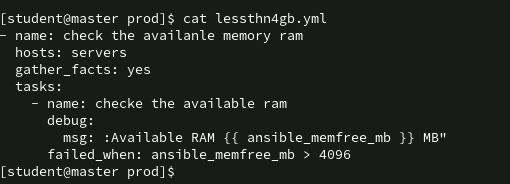 [student@master prod]$ cat lessthn4gb.yml
- name: check the availanle memory ram
  hosts: servers
  gather_facts: yes
  tasks:
    - name: checke the available ram
      debug:
        msg: :Available RAM {{ ansible_memfree_mb }} MB"
      failed_when: ansible_memfree_mb > 4096
[student@master prod]$